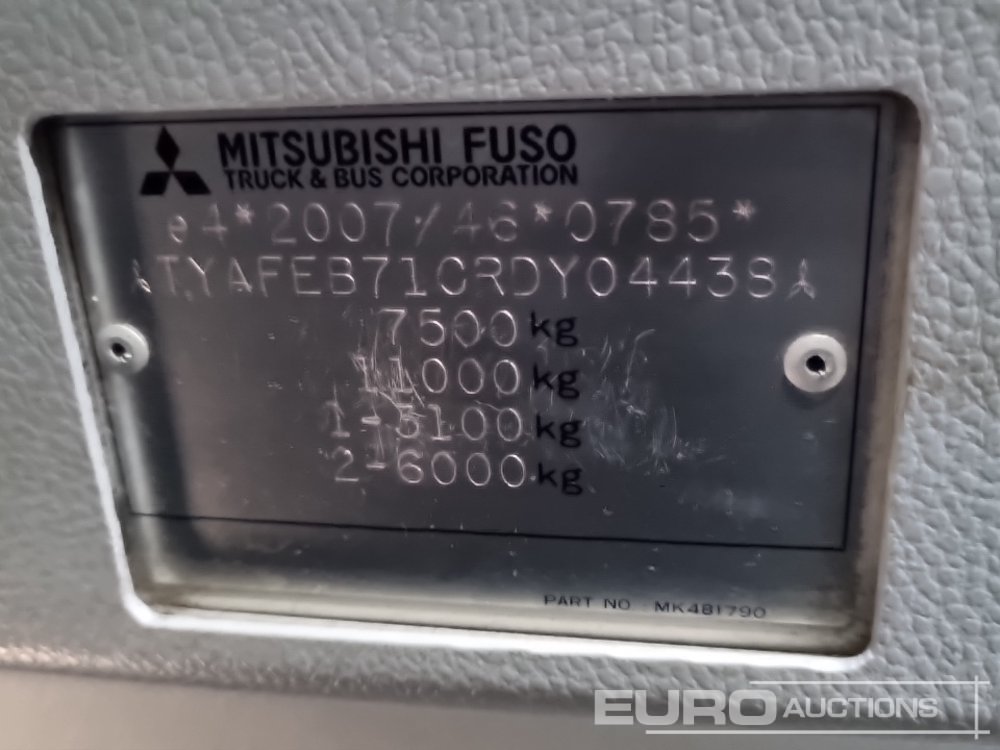 MITSUBISHI FUSO
TRUCK & BUS CORPORATION
e4*2007/46*0785*
TYAFEB71CRDY04438
7500 kg
11000 kg
1-3100 kg
2-6000 kg
PART NO. MK481790
EURO AUCTIONS